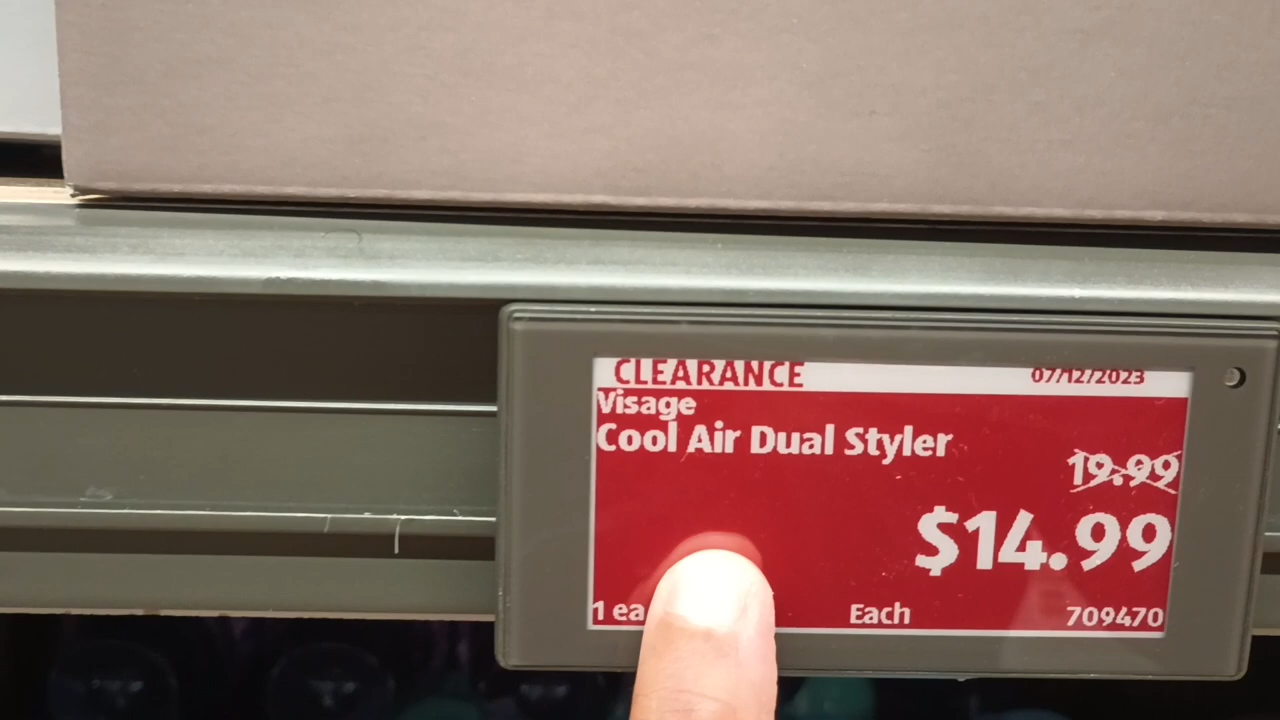 CLEARANCE 07/12/2023
Visage
Cool Air Dual Styler
19.99
$14.99
1 ea Each 709470